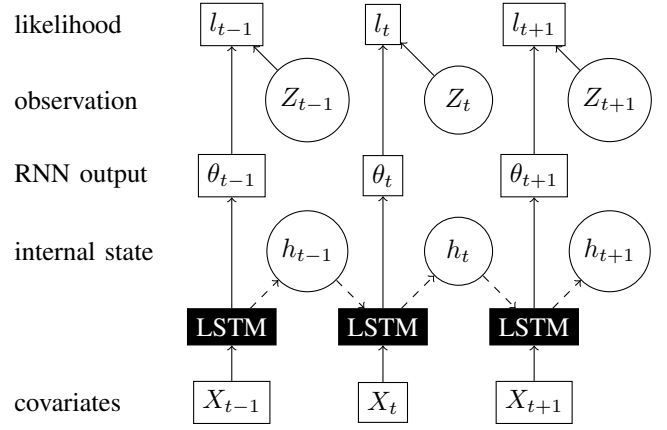 likelihood l_{t−1} l_t l_{t+1}
observation Z_{t−1} Z_t Z_{t+1}
RNN output θ_{t−1} θ_t θ_{t+1}
internal state h_{t−1} h_t h_{t+1}
LSTM LSTM LSTM
covariates X_{t−1} X_t X_{t+1}